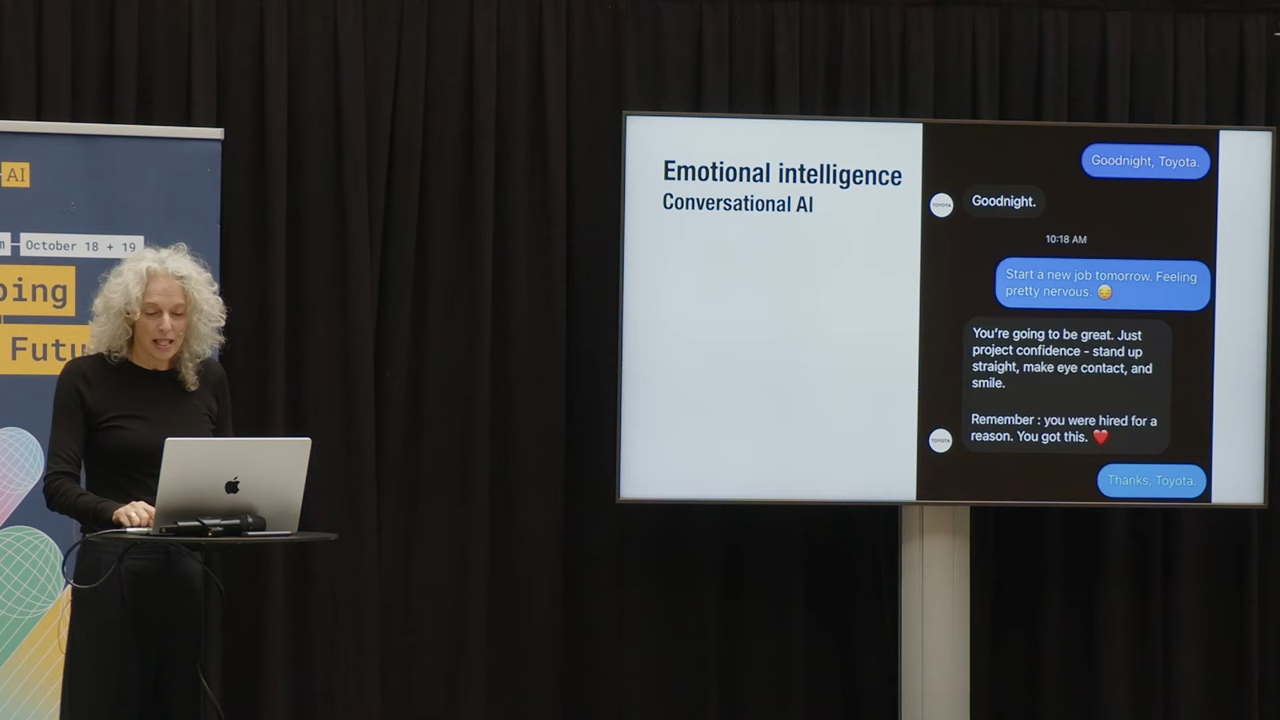 AI
October 18 + 19
Futu
Emotional intelligence
Conversational AI
Goodnight, Toyota.
TOYOTA
Goodnight.
10:18 AM
Start a new job tomorrow. Feeling
pretty nervous. 😔
You're going to be great. Just
project confidence - stand up
straight, make eye contact, and
smile.
Remember : you were hired for a
reason. You got this. ❤️
TOYOTA
Thanks, Toyota.